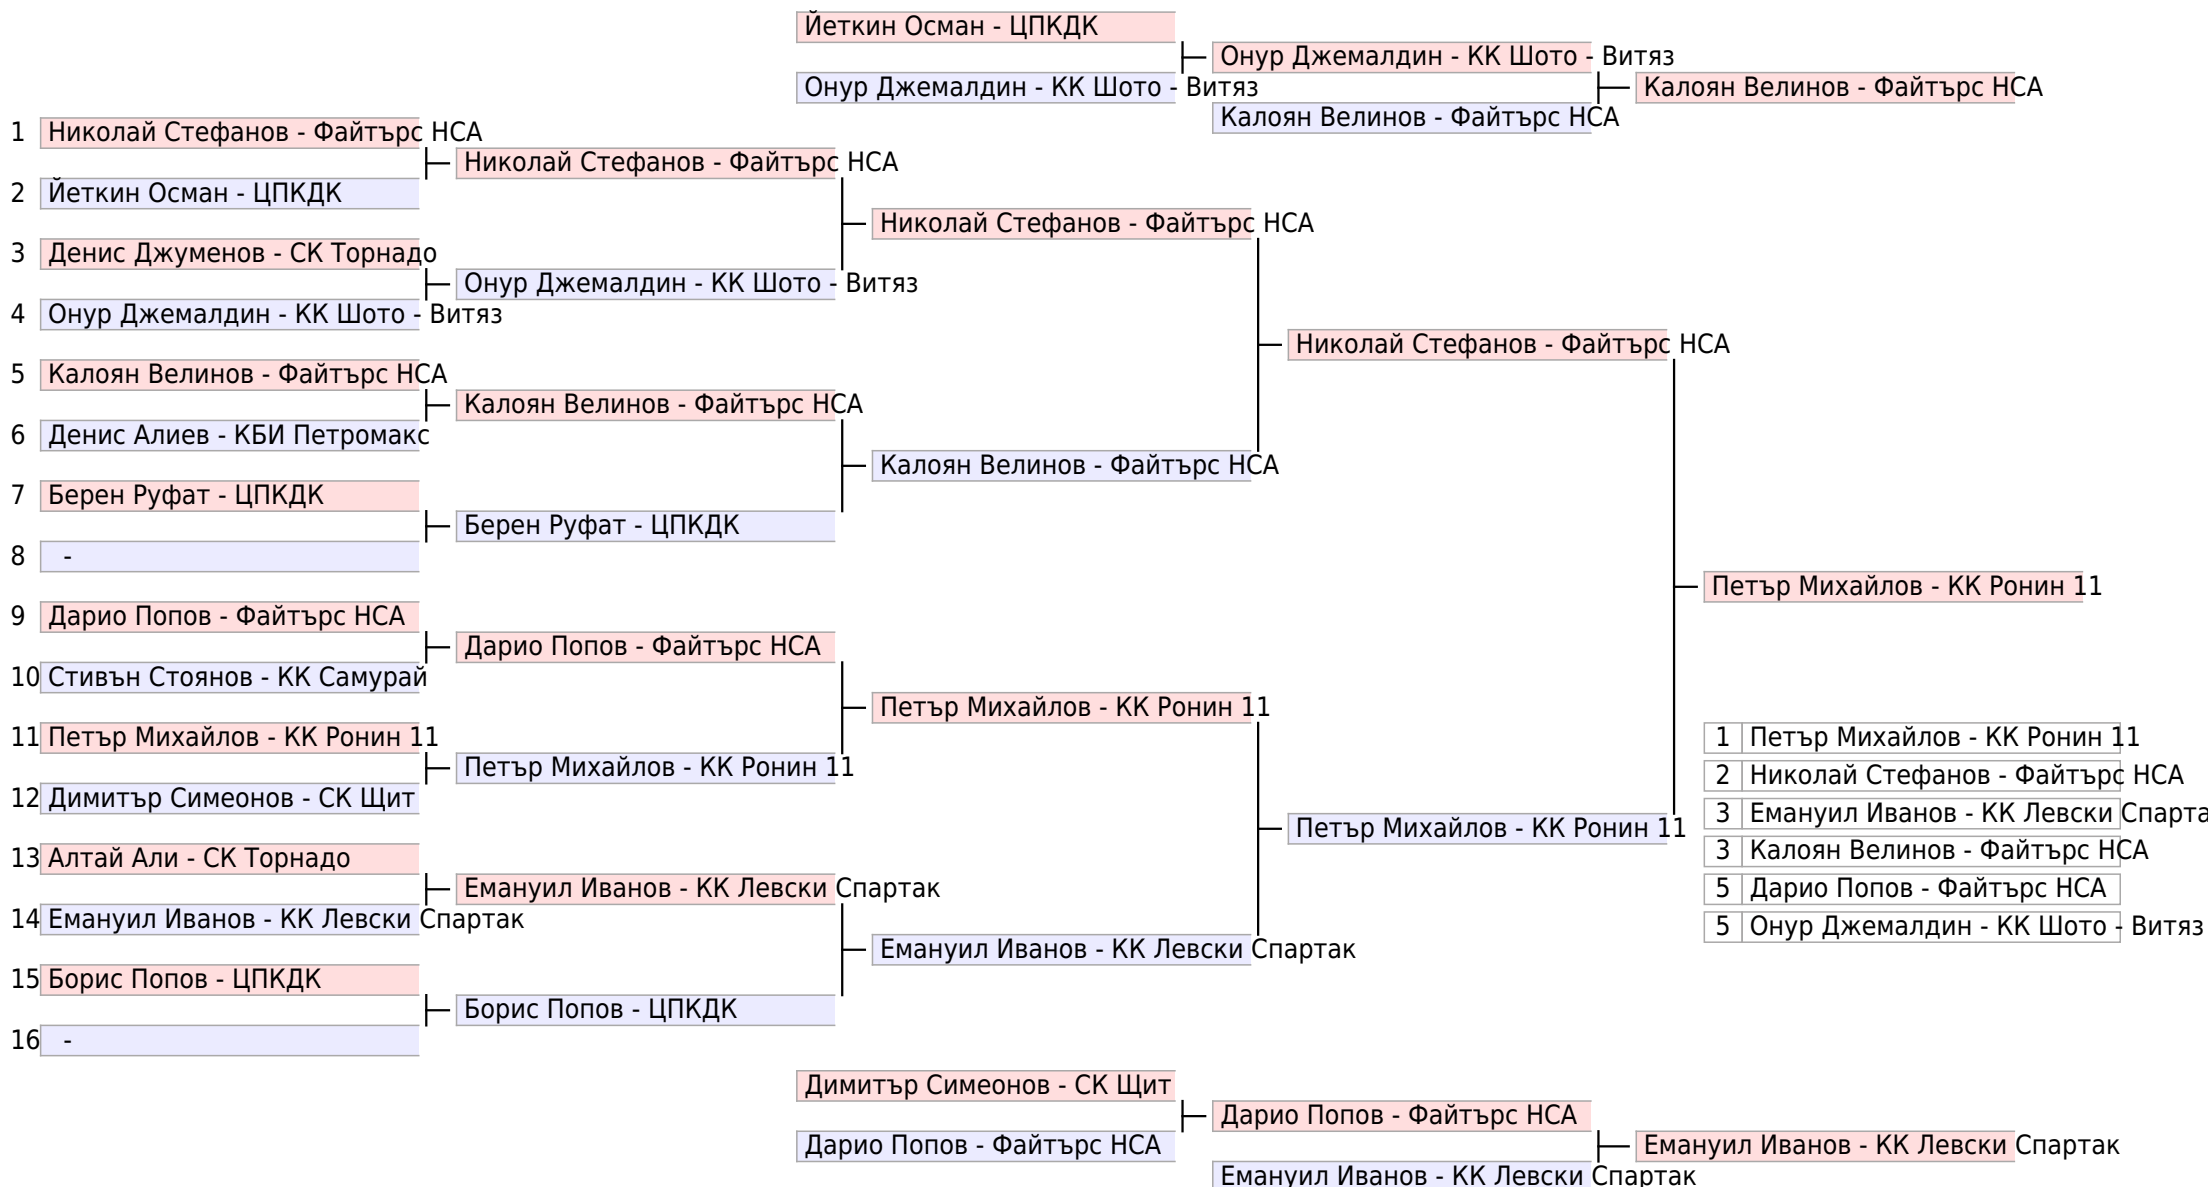 Йеткин Осман - ЦПКДК
Онур Джемалдин - КК Шото - Витяз
Онур Джемалдин - КК Шото - Витяз
Калоян Велинов - Файтърс НСА
Калоян Велинов - Файтърс НСА
1 Николай Стефанов - Файтърс НСА
2 Йеткин Осман - ЦПКДК
3 Денис Джуменов - СК Торнадо
4 Онур Джемалдин - КК Шото - Витяз
5 Калоян Велинов - Файтърс НСА
6 Денис Алиев - КБИ Петромакс
7 Берен Руфат - ЦПКДК
8 -
9 Дарио Попов - Файтърс НСА
10 Стивън Стоянов - КК Самурай
11 Петър Михайлов - КК Ронин 11
12 Димитър Симеонов - СК Щит
13 Алтай Али - СК Торнадо
14 Емануил Иванов - КК Левски Спартак
15 Борис Попов - ЦПКДК
16 -
Николай Стефанов - Файтърс НСА
Онур Джемалдин - КК Шото - Витяз
Калоян Велинов - Файтърс НСА
Берен Руфат - ЦПКДК
Дарио Попов - Файтърс НСА
Петър Михайлов - КК Ронин 11
Емануил Иванов - КК Левски Спартак
Борис Попов - ЦПКДК
Николай Стефанов - Файтърс НСА
Калоян Велинов - Файтърс НСА
Петър Михайлов - КК Ронин 11
Емануил Иванов - КК Левски Спартак
Николай Стефанов - Файтърс НСА
Петър Михайлов - КК Ронин 11
Петър Михайлов - КК Ронин 11
1 Петър Михайлов - КК Ронин 11
2 Николай Стефанов - Файтърс НСА
3 Емануил Иванов - КК Левски Спарта
3 Калоян Велинов - Файтърс НСА
5 Дарио Попов - Файтърс НСА
5 Онур Джемалдин - КК Шото - Витяз
Димитър Симеонов - СК Щит
Дарио Попов - Файтърс НСА
Дарио Попов - Файтърс НСА
Емануил Иванов - КК Левски Спартак
Емануил Иванов - КК Левски Спартак